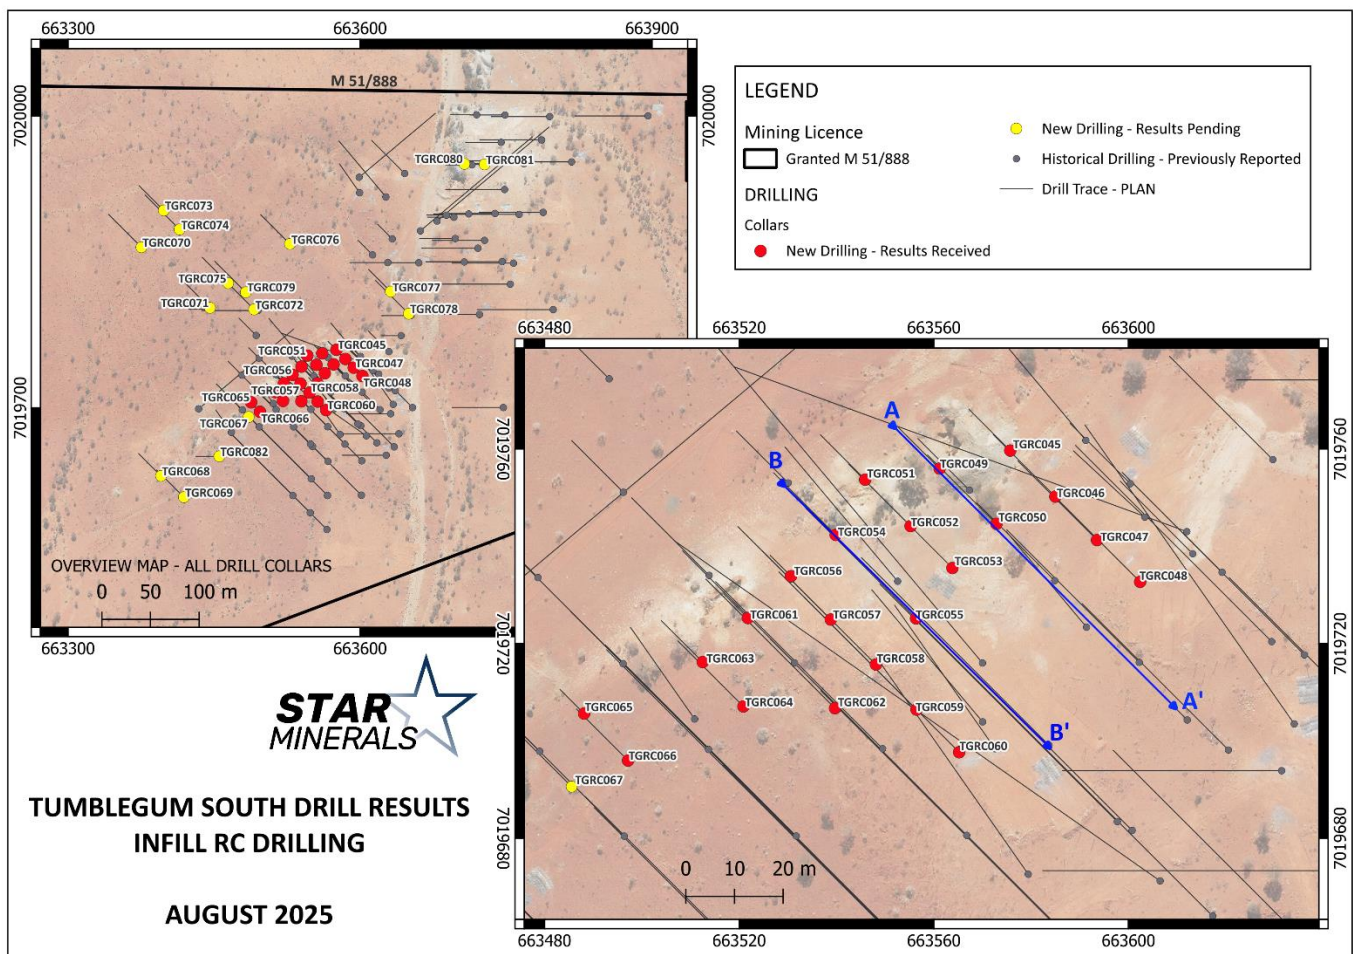 663300
663600
663900
M 51/888
7020000
7019700
TGRC080
TGRC081
TGRC073
TGRC074
TGRC070
TGRC076
TGRC075
TGRC079
TGRC077
TGRC071
TGRC072
TGRC078
TGRC045
TGRC051
TGRC047
TGRC056
TGRC048
TGRC057
TGRC058
TGRC065
TGRC060
TGRC066
TGRC067
TGRC082
TGRC068
TGRC069
OVERVIEW MAP - ALL DRILL COLLARS
0 50 100 m
663300
663600
LEGEND
Mining Licence
Granted M 51/888
DRILLING
Collars
New Drilling - Results Received
New Drilling - Results Pending
Historical Drilling - Previously Reported
Drill Trace - PLAN
663480
663520
663560
663600
7019760
7019720
7019680
7019760
7019720
7019680
A
B
TGRC045
TGRC049
TGRC051
TGRC046
TGRC050
TGRC052
TGRC054
TGRC047
TGRC053
TGRC056
TGRC048
TGRC061
TGRC057
TGRC055
TGRC063
TGRC058
TGRC064
TGRC062
TGRC059
TGRC065
A'
B'
TGRC060
TGRC066
TGRC067
0 10 20 m
663480
663520
663560
663600
STAR
MINERALS
TUMBLEGUM SOUTH DRILL RESULTS
INFILL RC DRILLING
AUGUST 2025